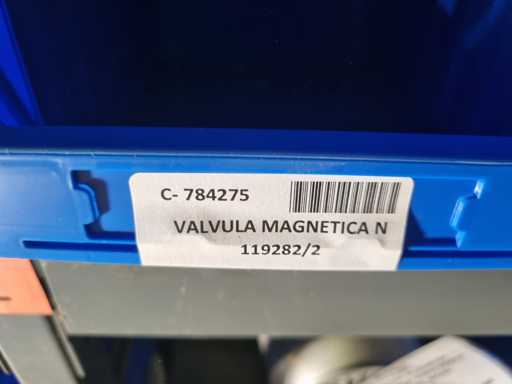 C- 784275
VALVULA MAGNETICA N
119282/2